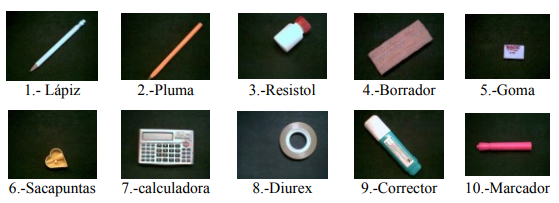 1.- Lápiz
2.-Pluma
3.-Resistol
4.-Borrador
5.-Goma
6.-Sacapuntas
7.-calculadora
8.-Diurex
9.-Corrector
10.-Marcador